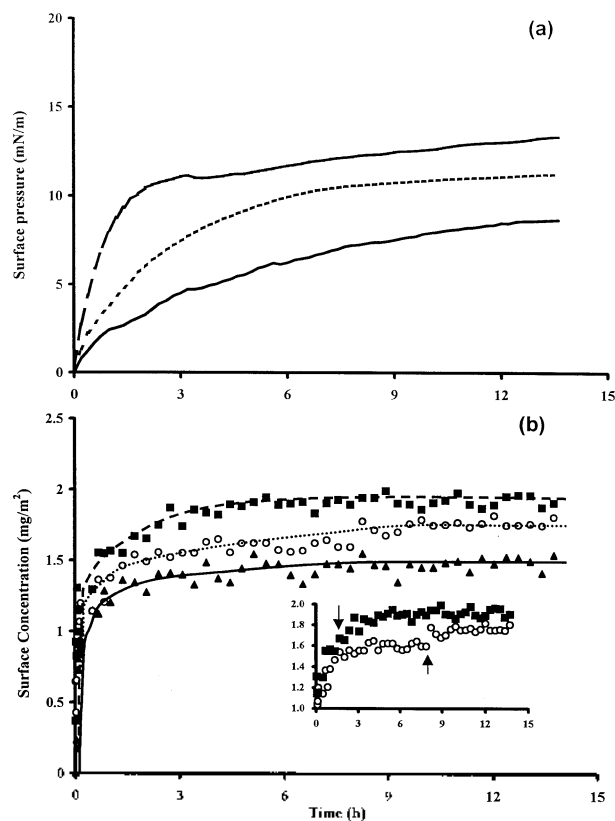 (a)
20
15
10
5
0
Surface pressure (mN/m)
0 3 6 9 12 15
(b)
2.5
2
1.5
1
0.5
0
Surface Concentration (mg/m²)
2.0
1.8
1.6
1.4
1.2
1.0
0 3 6 9 12 15
0 3 6 9 12 15
Time (h)